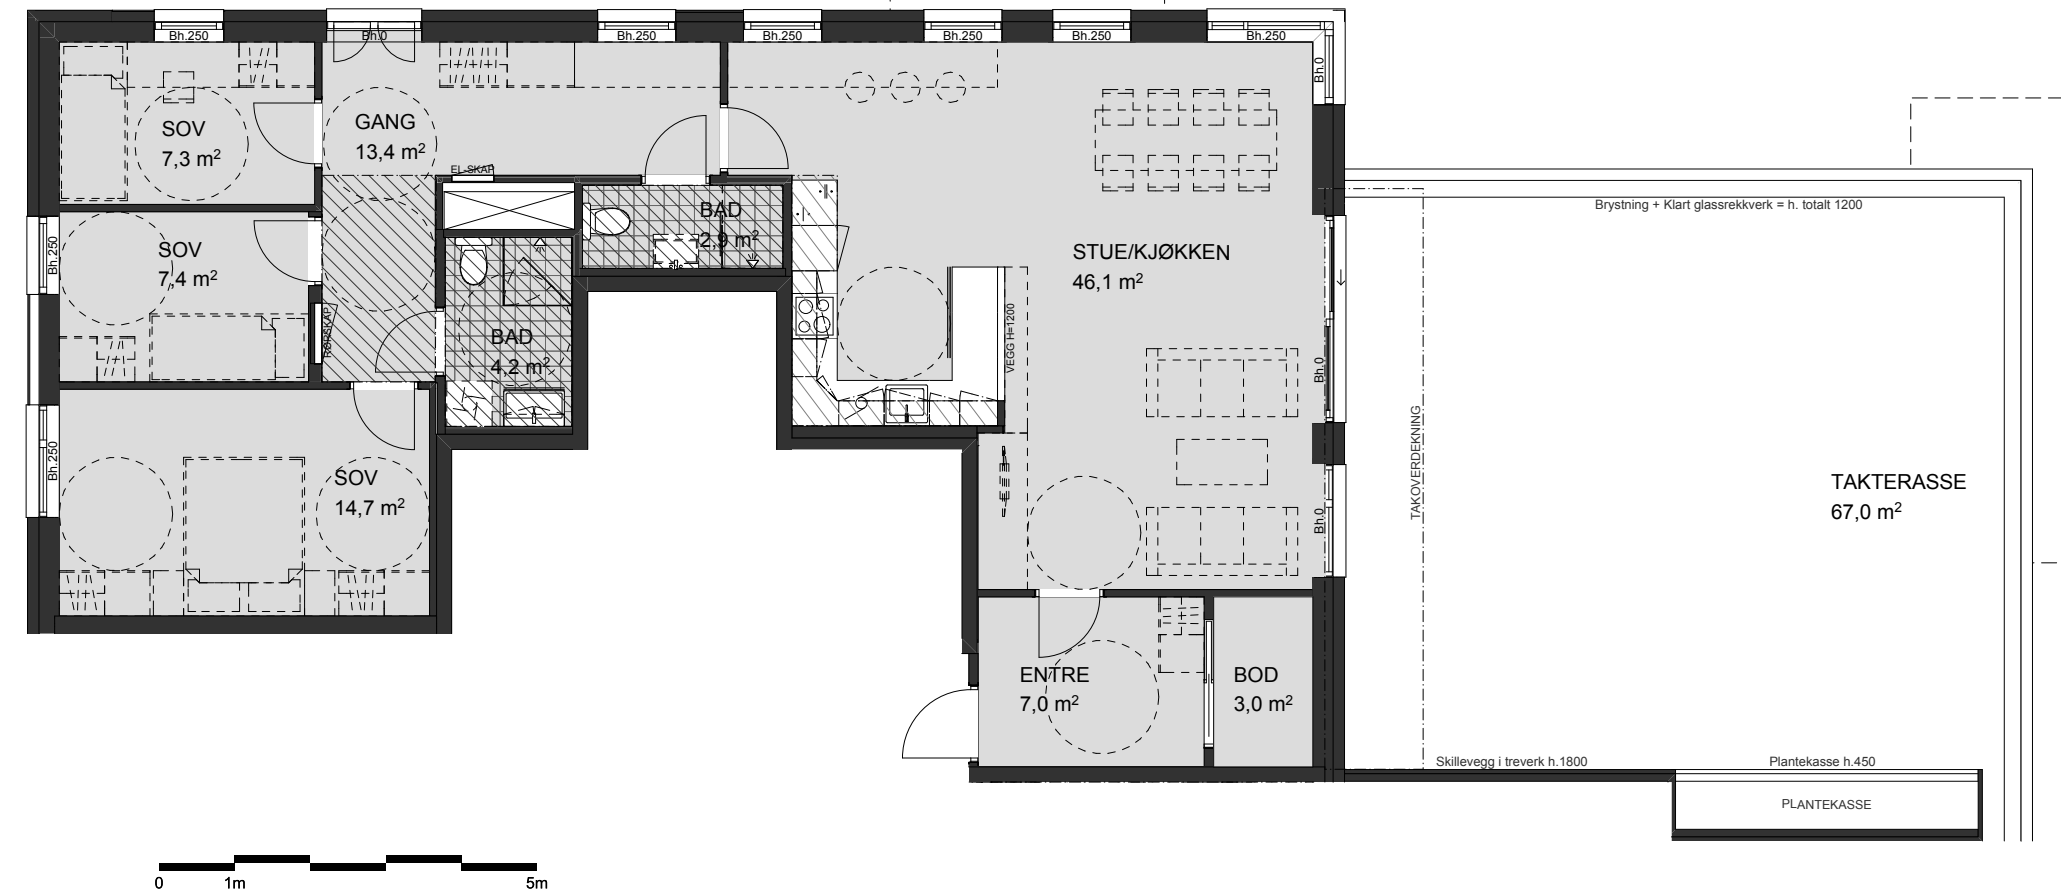 Bh.250
Bh.0
Bh.250
Bh.250
Bh.250
Bh.250
Bh.250
Bh.0
SOV
7,3 m²
GANG
13,4 m²
EL-SKAP
BAD
2,9 m²
Brystning + Klart glassrekkverk = h. totalt 1200
SOV
7,4 m²
Bh.250
STUE/KJØKKEN
46,1 m²
RØRSKAP
BAD
4,2 m²
VEGG H=1200
Bh.0
Bh.250
SOV
14,7 m²
TAKOVERDEKNING
TAKTERASSE
67,0 m²
Bh.0
ENTRE
7,0 m²
BOD
3,0 m²
Skillevegg i treverk h.1800
Plantekasse h.450
PLANTEKASSE
0 1m 5m